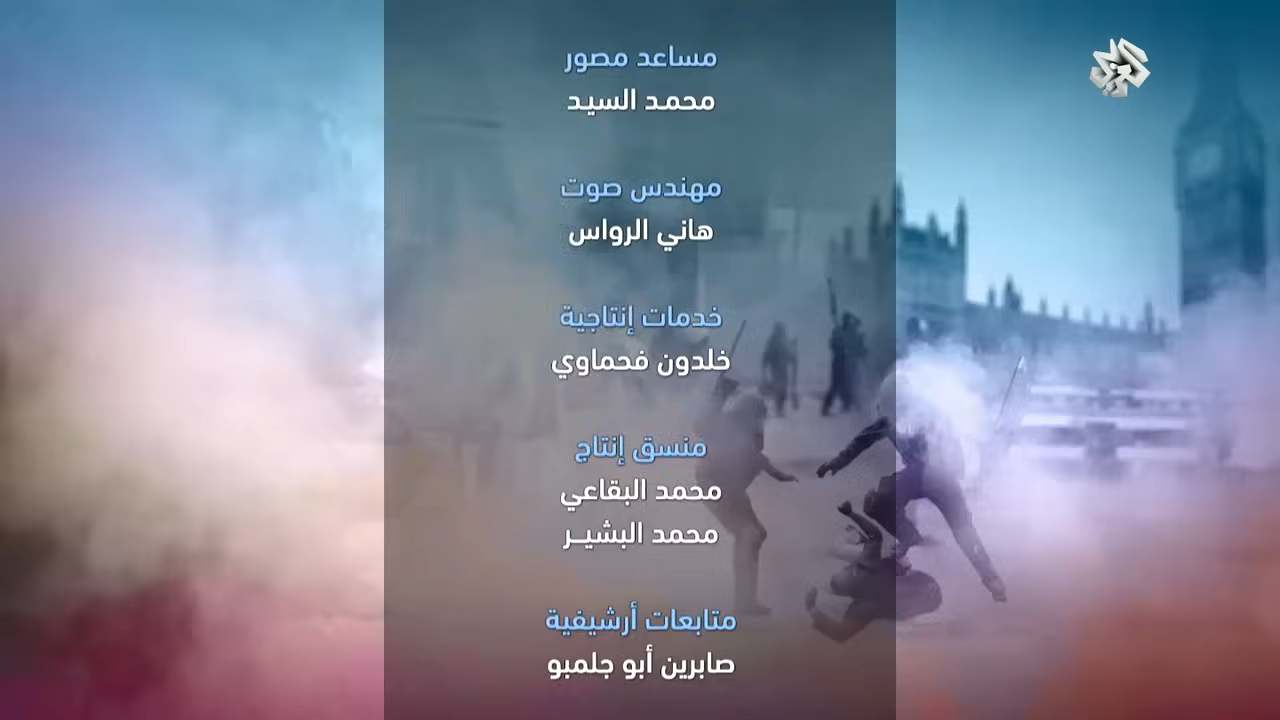 مساعد مصور
محمد السيد
مهندس صوت
هاني الرواس
خدمات إنتاجية
خلدون فحماوي
منسق إنتاج
محمد البقاعي
محمد البشيـر
متابعات أرشيفية
صابرين أبو جلمبو